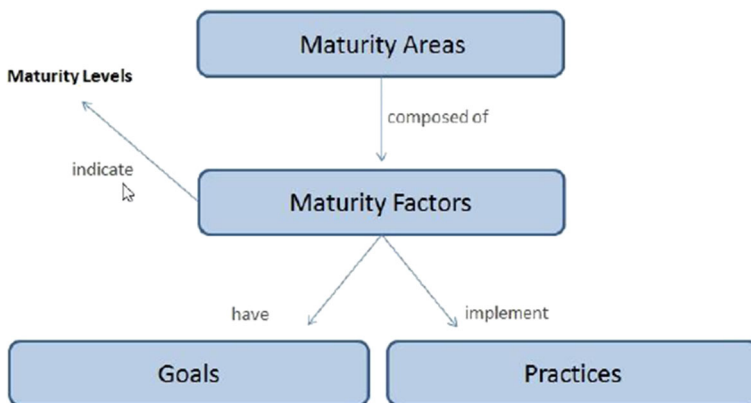 Maturity Areas
Maturity Levels
composed of
indicate
Maturity Factors
have
implement
Goals
Practices